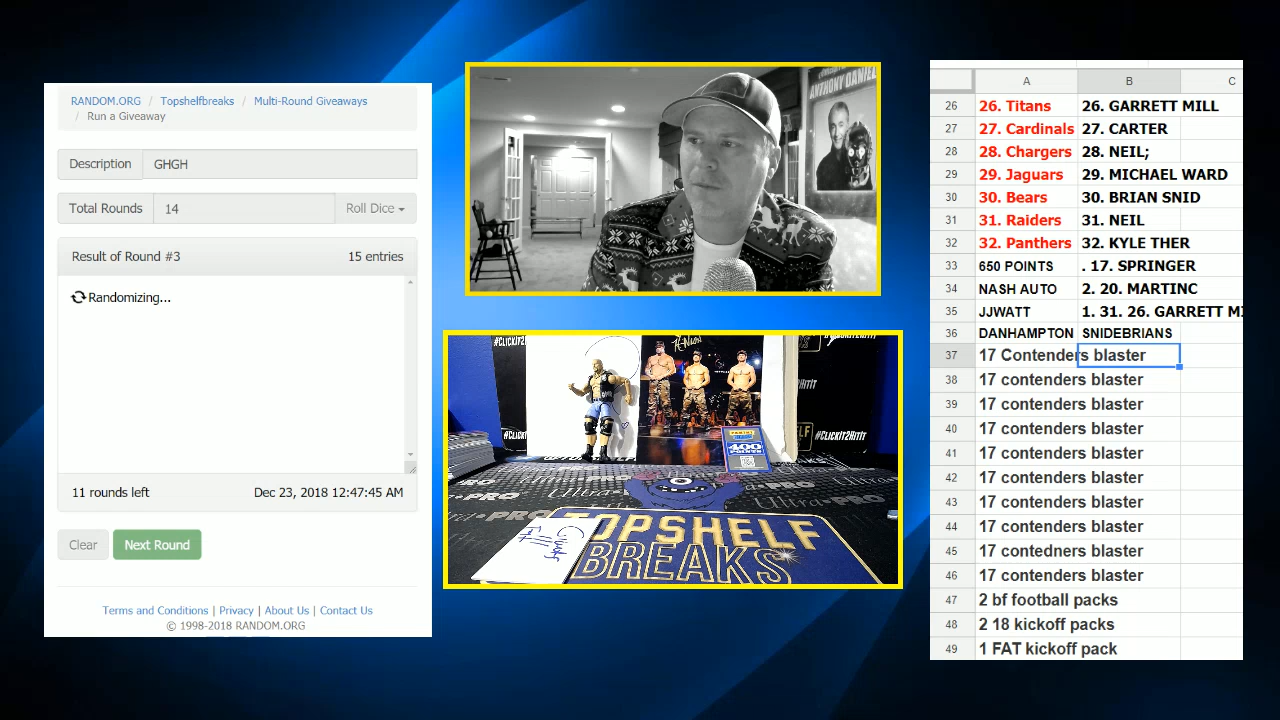 RANDOM.ORG / Topshelfbreaks / Multi-Round Giveaways
/ Run a Giveaway
Description GHGH
Total Rounds 14 Roll Dice
Result of Round #3 15 entries
Randomizing...
11 rounds left Dec 23, 2018 12:47:45 AM
Clear Next Round
Terms and Conditions | Privacy | About Us | Contact Us
© 1998-2018 RANDOM.ORG
ANTHONY DANIEL
#CLICKIT2HITIT
#CLICKIT2HITIT
#CLICK
#CLICKIT2HITIT
PANINI
400
POINTS
Ultra-PRO
TOPSHELF
BREAKS
A B C
26 26. Titans 26. GARRETT MILL
27 27. Cardinals 27. CARTER
28 28. Chargers 28. NEIL;
29 29. Jaguars 29. MICHAEL WARD
30 30. Bears 30. BRIAN SNID
31 31. Raiders 31. NEIL
32 32. Panthers 32. KYLE THER
33 650 POINTS . 17. SPRINGER
34 NASH AUTO 2. 20. MARTINC
35 JJWATT 1. 31. 26. GARRETT MI
36 DANHAMPTON SNIDEBRIANS
37 17 Contenders blaster
38 17 contenders blaster
39 17 contenders blaster
40 17 contenders blaster
41 17 contenders blaster
42 17 contenders blaster
43 17 contenders blaster
44 17 contenders blaster
45 17 contedners blaster
46 17 contenders blaster
47 2 bf football packs
48 2 18 kickoff packs
49 1 FAT kickoff pack